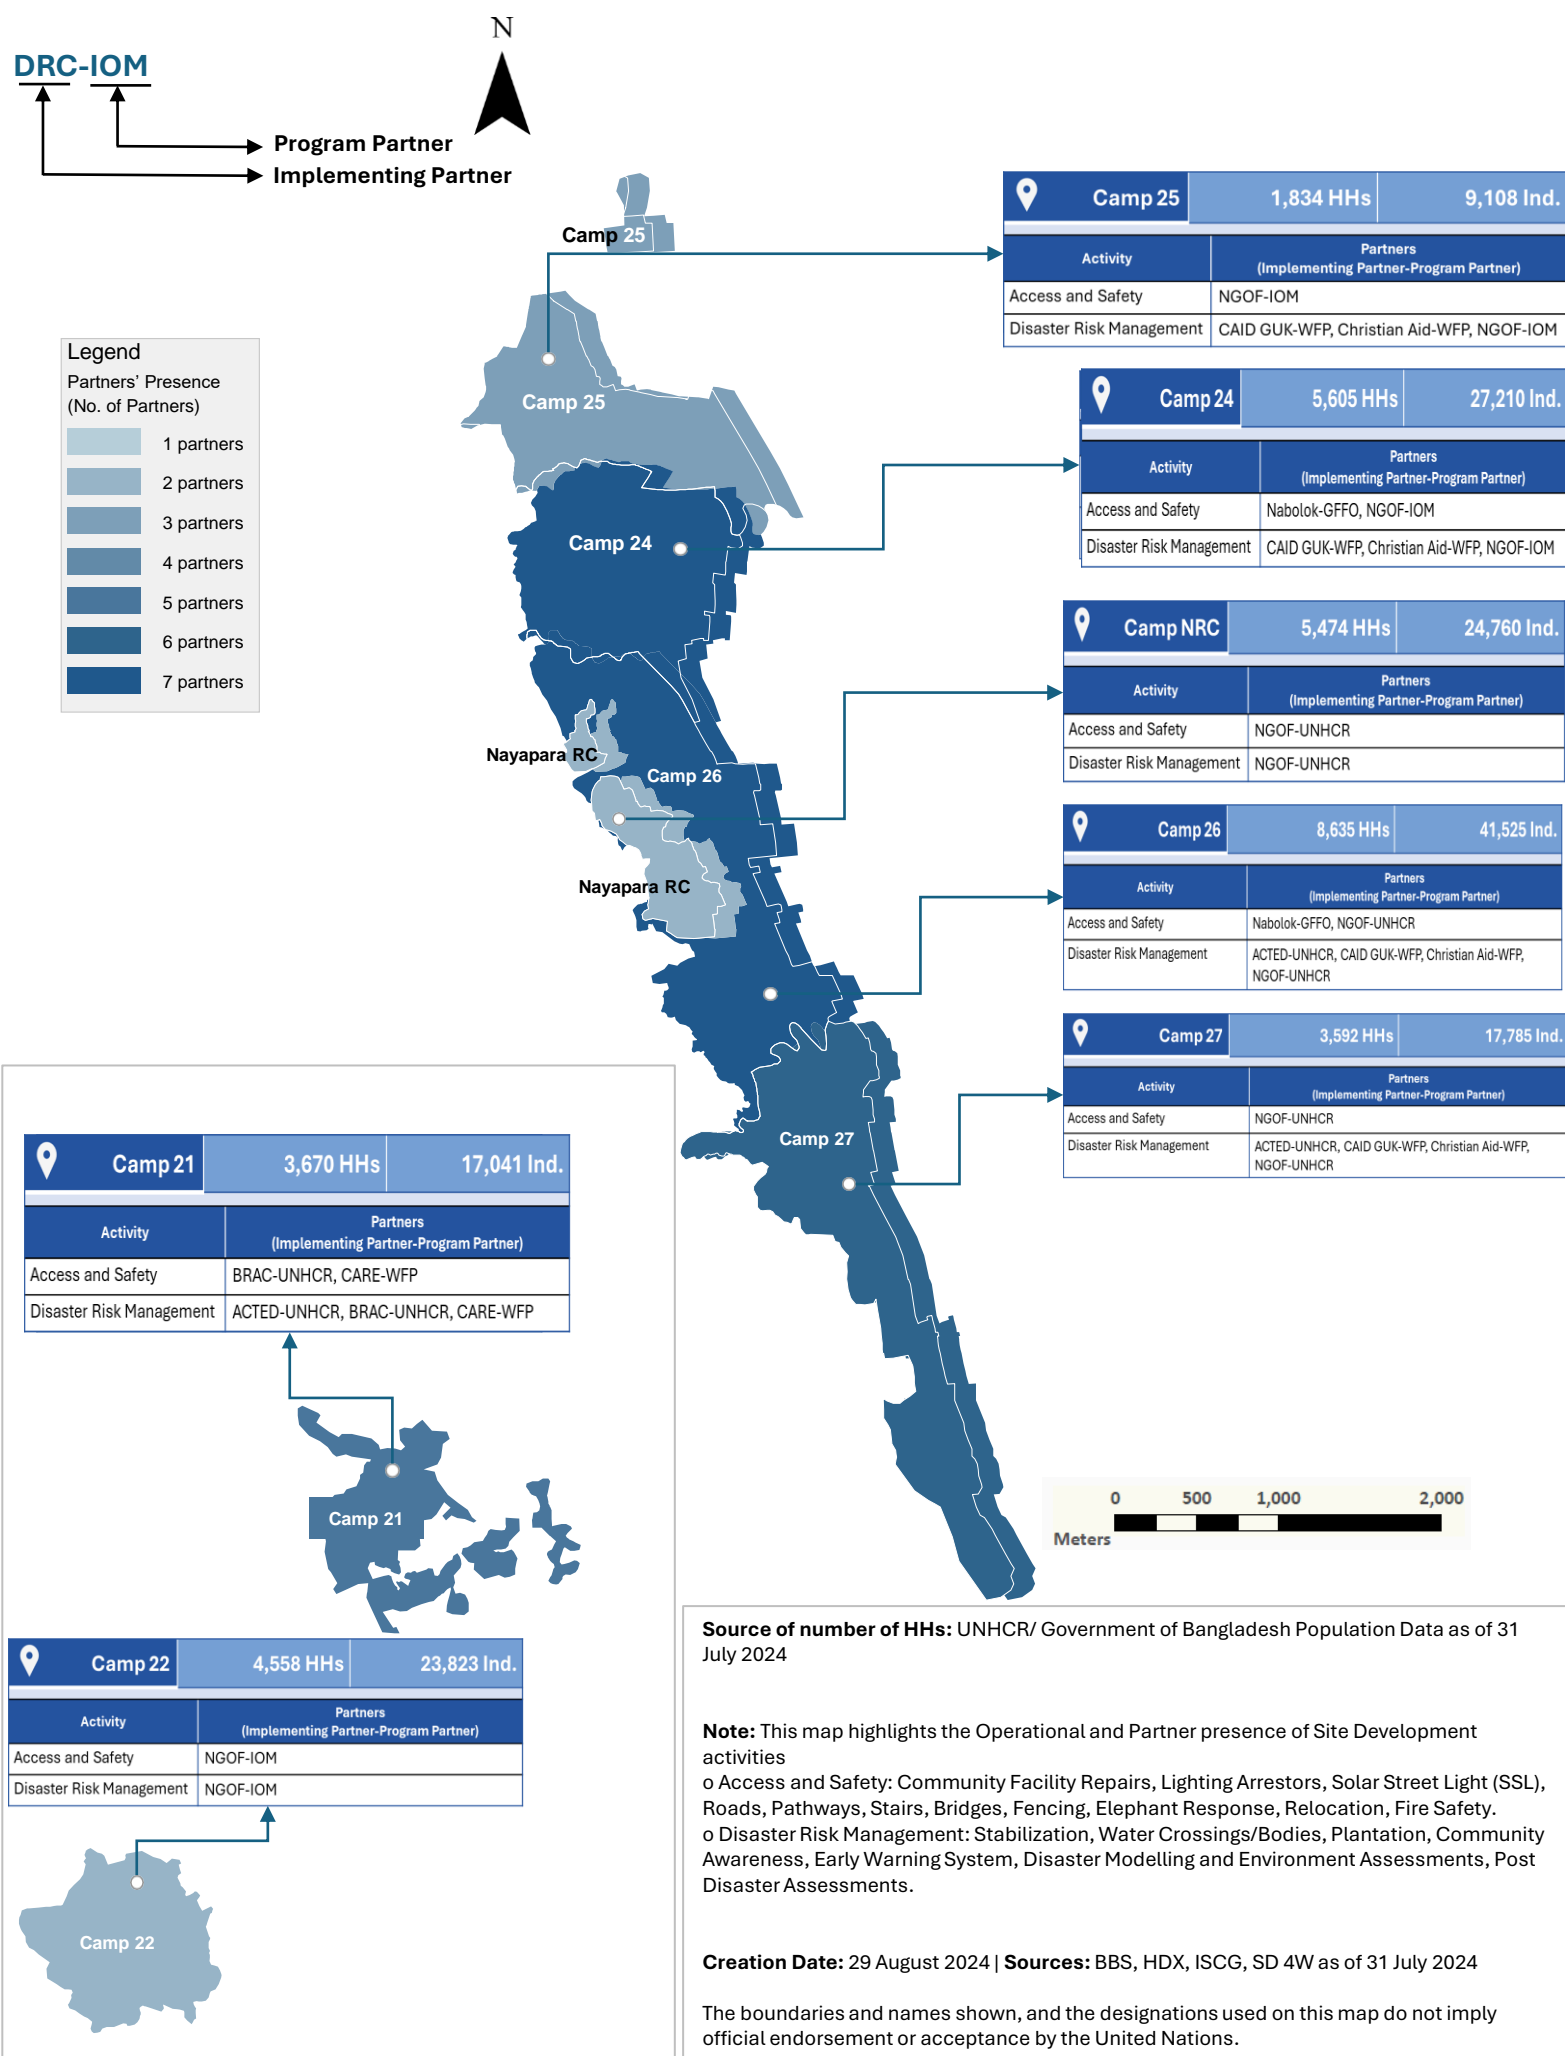 N
DRC-IOM
Program Partner
Implementing Partner
Camp 25
Camp 25 1,834 HHs 9,108 Ind.
Activity
Partners
(Implementing Partner-Program Partner)
Access and Safety NGOF-IOM
Disaster Risk Management CAID GUK-WFP, Christian Aid-WFP, NGOF-IOM
Legend
Partners' Presence
(No. of Partners)
1 partners
2 partners
3 partners
4 partners
5 partners
6 partners
7 partners
Camp 25
Camp 24 5,605 HHs 27,210 Ind.
Activity
Partners
(Implementing Partner-Program Partner)
Access and Safety Nabolok-GFFO, NGOF-IOM
Disaster Risk Management CAID GUK-WFP, Christian Aid-WFP, NGOF-IOM
Camp 24
Camp NRC 5,474 HHs 24,760 Ind.
Activity
Partners
(Implementing Partner-Program Partner)
Access and Safety NGOF-UNHCR
Disaster Risk Management NGOF-UNHCR
Nayapara RC
Camp 26
Camp 26 8,635 HHs 41,525 Ind.
Activity
Partners
(Implementing Partner-Program Partner)
Access and Safety Nabolok-GFFO, NGOF-UNHCR
Disaster Risk Management ACTED-UNHCR, CAID GUK-WFP, Christian Aid-WFP,
NGOF-UNHCR
Nayapara RC
Camp 27 3,592 HHs 17,785 Ind.
Activity
Partners
(Implementing Partner-Program Partner)
Access and Safety NGOF-UNHCR
Disaster Risk Management ACTED-UNHCR, CAID GUK-WFP, Christian Aid-WFP,
NGOF-UNHCR
Camp 27
Camp 21 3,670 HHs 17,041 Ind.
Activity
Partners
(Implementing Partner-Program Partner)
Access and Safety BRAC-UNHCR, CARE-WFP
Disaster Risk Management ACTED-UNHCR, BRAC-UNHCR, CARE-WFP
Camp 21
0 500 1,000 2,000
Meters
Camp 22 4,558 HHs 23,823 Ind.
Activity
Partners
(Implementing Partner-Program Partner)
Access and Safety NGOF-IOM
Disaster Risk Management NGOF-IOM
Camp 22
Source of number of HHs: UNHCR/ Government of Bangladesh Population Data as of 31
July 2024
Note: This map highlights the Operational and Partner presence of Site Development
activities
o Access and Safety: Community Facility Repairs, Lighting Arrestors, Solar Street Light (SSL),
Roads, Pathways, Stairs, Bridges, Fencing, Elephant Response, Relocation, Fire Safety.
o Disaster Risk Management: Stabilization, Water Crossings/Bodies, Plantation, Community
Awareness, Early Warning System, Disaster Modelling and Environment Assessments, Post
Disaster Assessments.
Creation Date: 29 August 2024 | Sources: BBS, HDX, ISCG, SD 4W as of 31 July 2024
The boundaries and names shown, and the designations used on this map do not imply
official endorsement or acceptance by the United Nations.